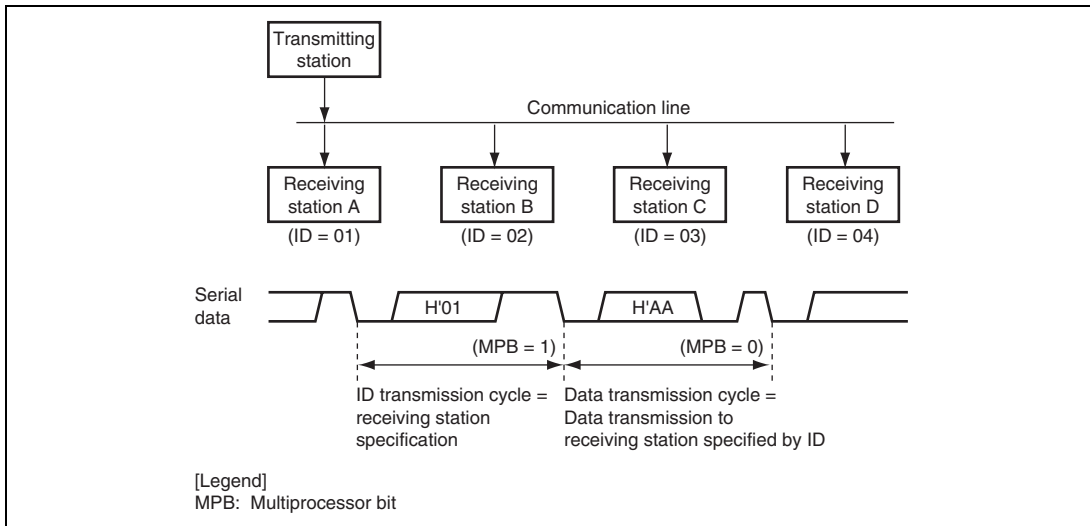 Transmitting
station
Communication line
Receiving
station A
Receiving
station B
Receiving
station C
Receiving
station D
(ID = 01)
(ID = 02)
(ID = 03)
(ID = 04)
Serial
data
H'01
H'AA
(MPB = 1)
(MPB = 0)
ID transmission cycle =
receiving station
specification
Data transmission cycle =
Data transmission to
receiving station specified by ID
[Legend]
MPB: Multiprocessor bit